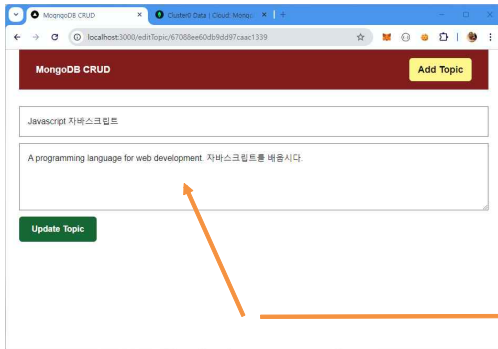 MongoDB CRUD
Cluster0 Data | Cloud: Mongo
localhost:3000/editTopic/67088ee60db9dd97caac1339
MongoDB CRUD
Add Topic
Javascript 자바스크립트
A programming language for web development. 자바스크립트를 배웁시다.
Update Topic